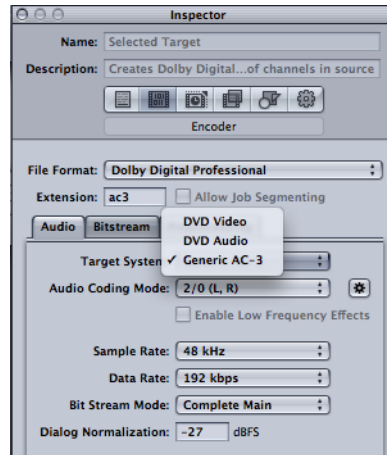 Inspector
Name: Selected Target
Description: Creates Dolby Digital...of channels in source
Encoder
File Format: Dolby Digital Professional
Extension: ac3 Allow Job Segmenting
Audio Bitstream
DVD Video
DVD Audio
Target System ✓ Generic AC-3
Audio Coding Mode: 2/0 (L, R)
Enable Low Frequency Effects
Sample Rate: 48 kHz
Data Rate: 192 kbps
Bit Stream Mode: Complete Main
Dialog Normalization: -27 dBFS